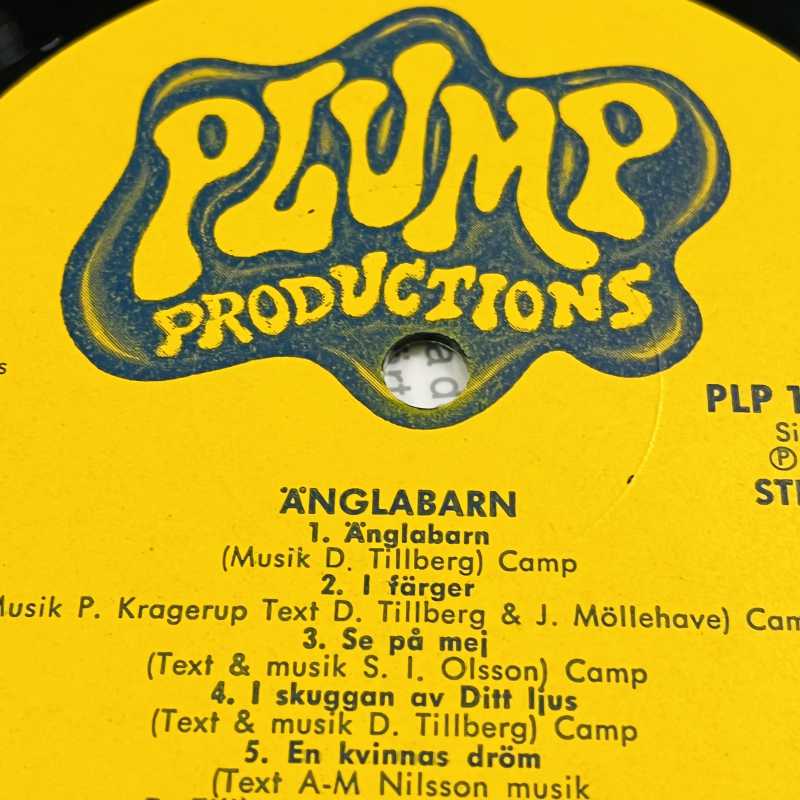 PLUMP
PRODUCTIONS
PLP
STE
ÄNGLABARN
1. Änglabarn
(Musik D. Tillberg) Camp
2. I färger
Musik P. Kragerup Text D. Tillberg & J. Möllehave) Cam
3. Se på mej
(Text & musik S. I. Olsson) Camp
4. I skuggan av Ditt ljus
(Text & musik D. Tillberg) Camp
5. En kvinnas dröm
(Text A-M Nilsson musik